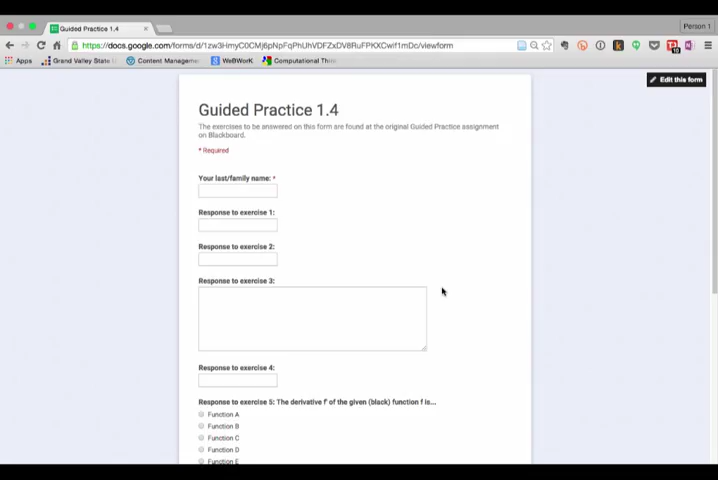 Guided Practice 1.4
Person 1
https://docs.google.com/forms/d/1zw3HmyC0CMj6pNpFqPhUhVDFZxDV8RuFPKXCwif1mDc/viewform
Apps
Grand Valley State U
Content Manageme
WeBWorK
Computational Thin
Edit this form
Guided Practice 1.4
The exercises to be answered on this form are found at the original Guided Practice assignment
on Blackboard.
* Required
Your last/family name: *
Response to exercise 1:
Response to exercise 2:
Response to exercise 3:
Response to exercise 4:
Response to exercise 5: The derivative f' of the given (black) function f is...
Function A
Function B
Function C
Function D
Function E